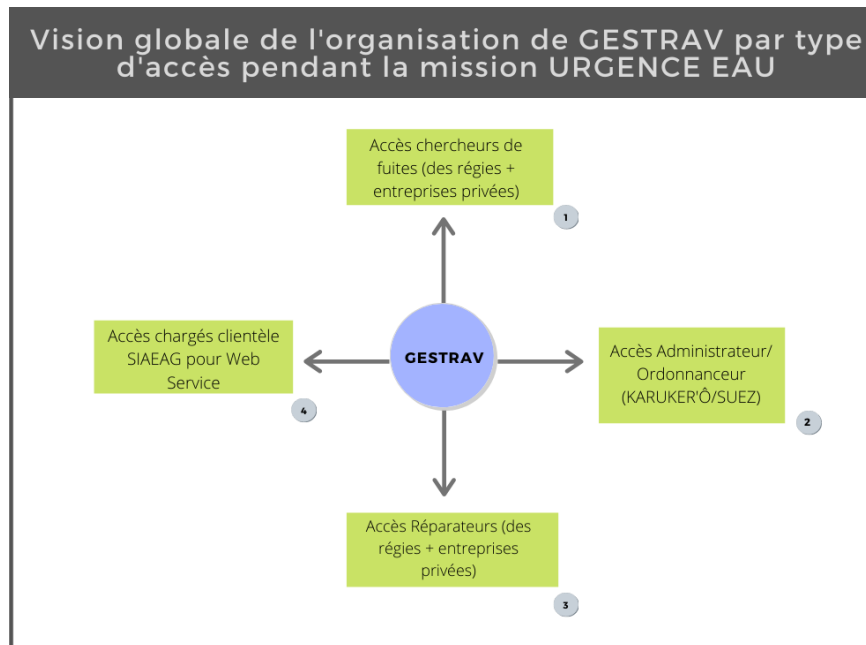 Vision globale de l'organisation de GESTRAV par type
d'accès pendant la mission URGENCE EAU
Accès chercheurs de
fuites (des régies +
entreprises privées)
1
Accès chargés clientèle
SIAEAG pour Web
Service
4
GESTRAV
Accès Administrateur/
Ordonnanceur
(KARUKER'Ô/SUEZ)
2
Accès Réparateurs (des
régies + entreprises
privées)
3